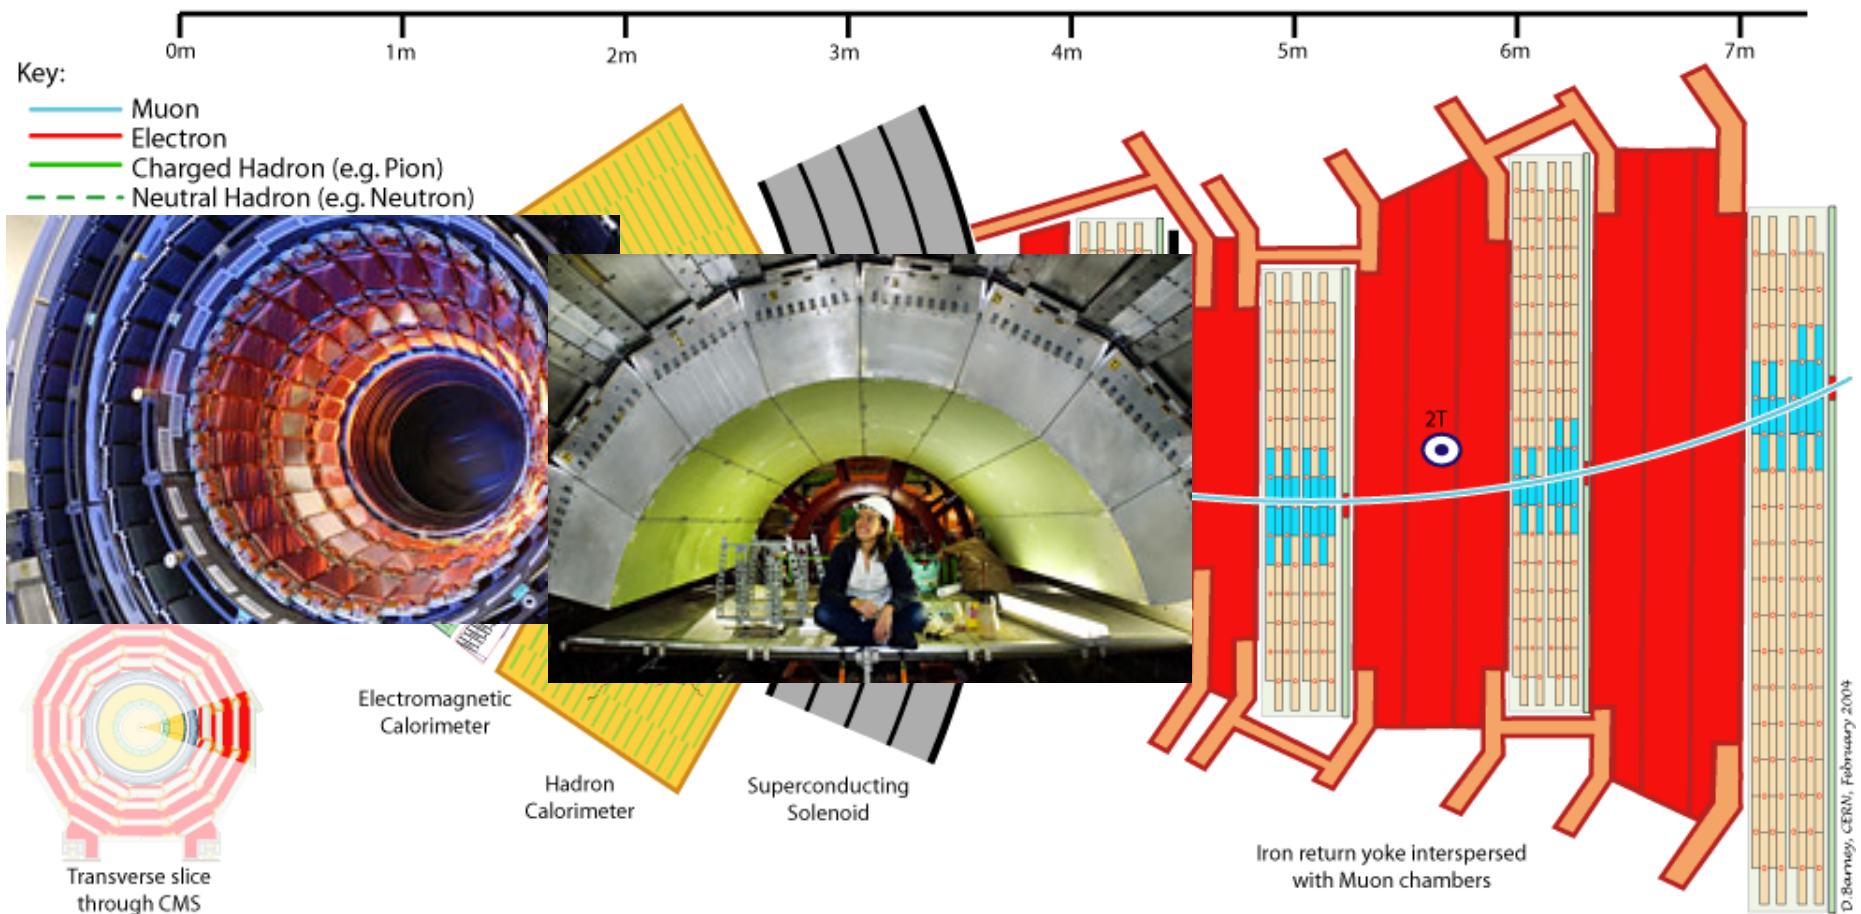 0m 1m 2m 3m 4m 5m 6m 7m
Key:
Muon
Electron
Charged Hadron (e.g. Pion)
Neutral Hadron (e.g. Neutron)
2T
Electromagnetic
Calorimeter
Hadron
Calorimeter
Superconducting
Solenoid
Iron return yoke interspersed
with Muon chambers
Transverse slice
through CMS
D.Barney, CERN, February 2004